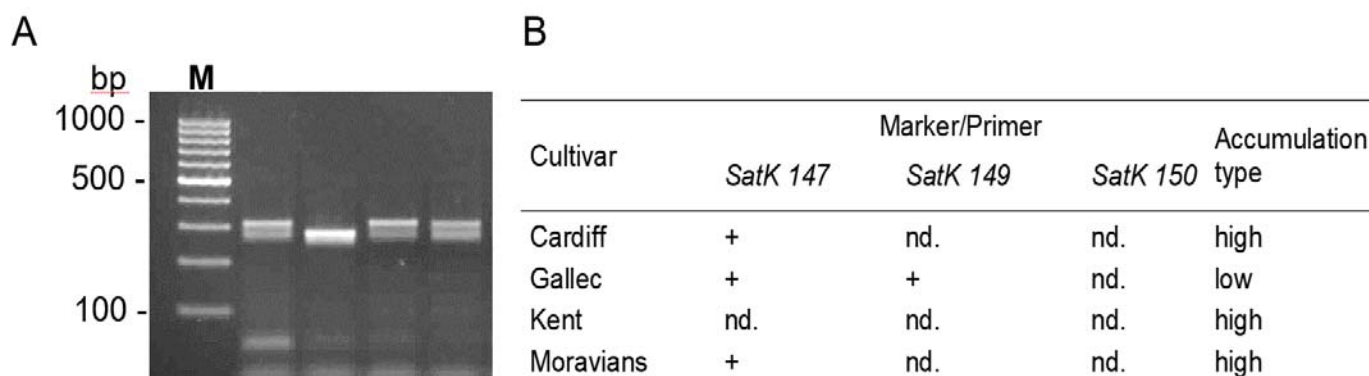 A
B
bp
M
1000 -
500 -
100 -
Cultivar
Marker/Primer
Accumulation type
SatK 147 SatK 149 SatK 150
Cardiff + nd. nd. high
Gallec + + nd. low
Kent nd. nd. nd. high
Moravians + nd. nd. high